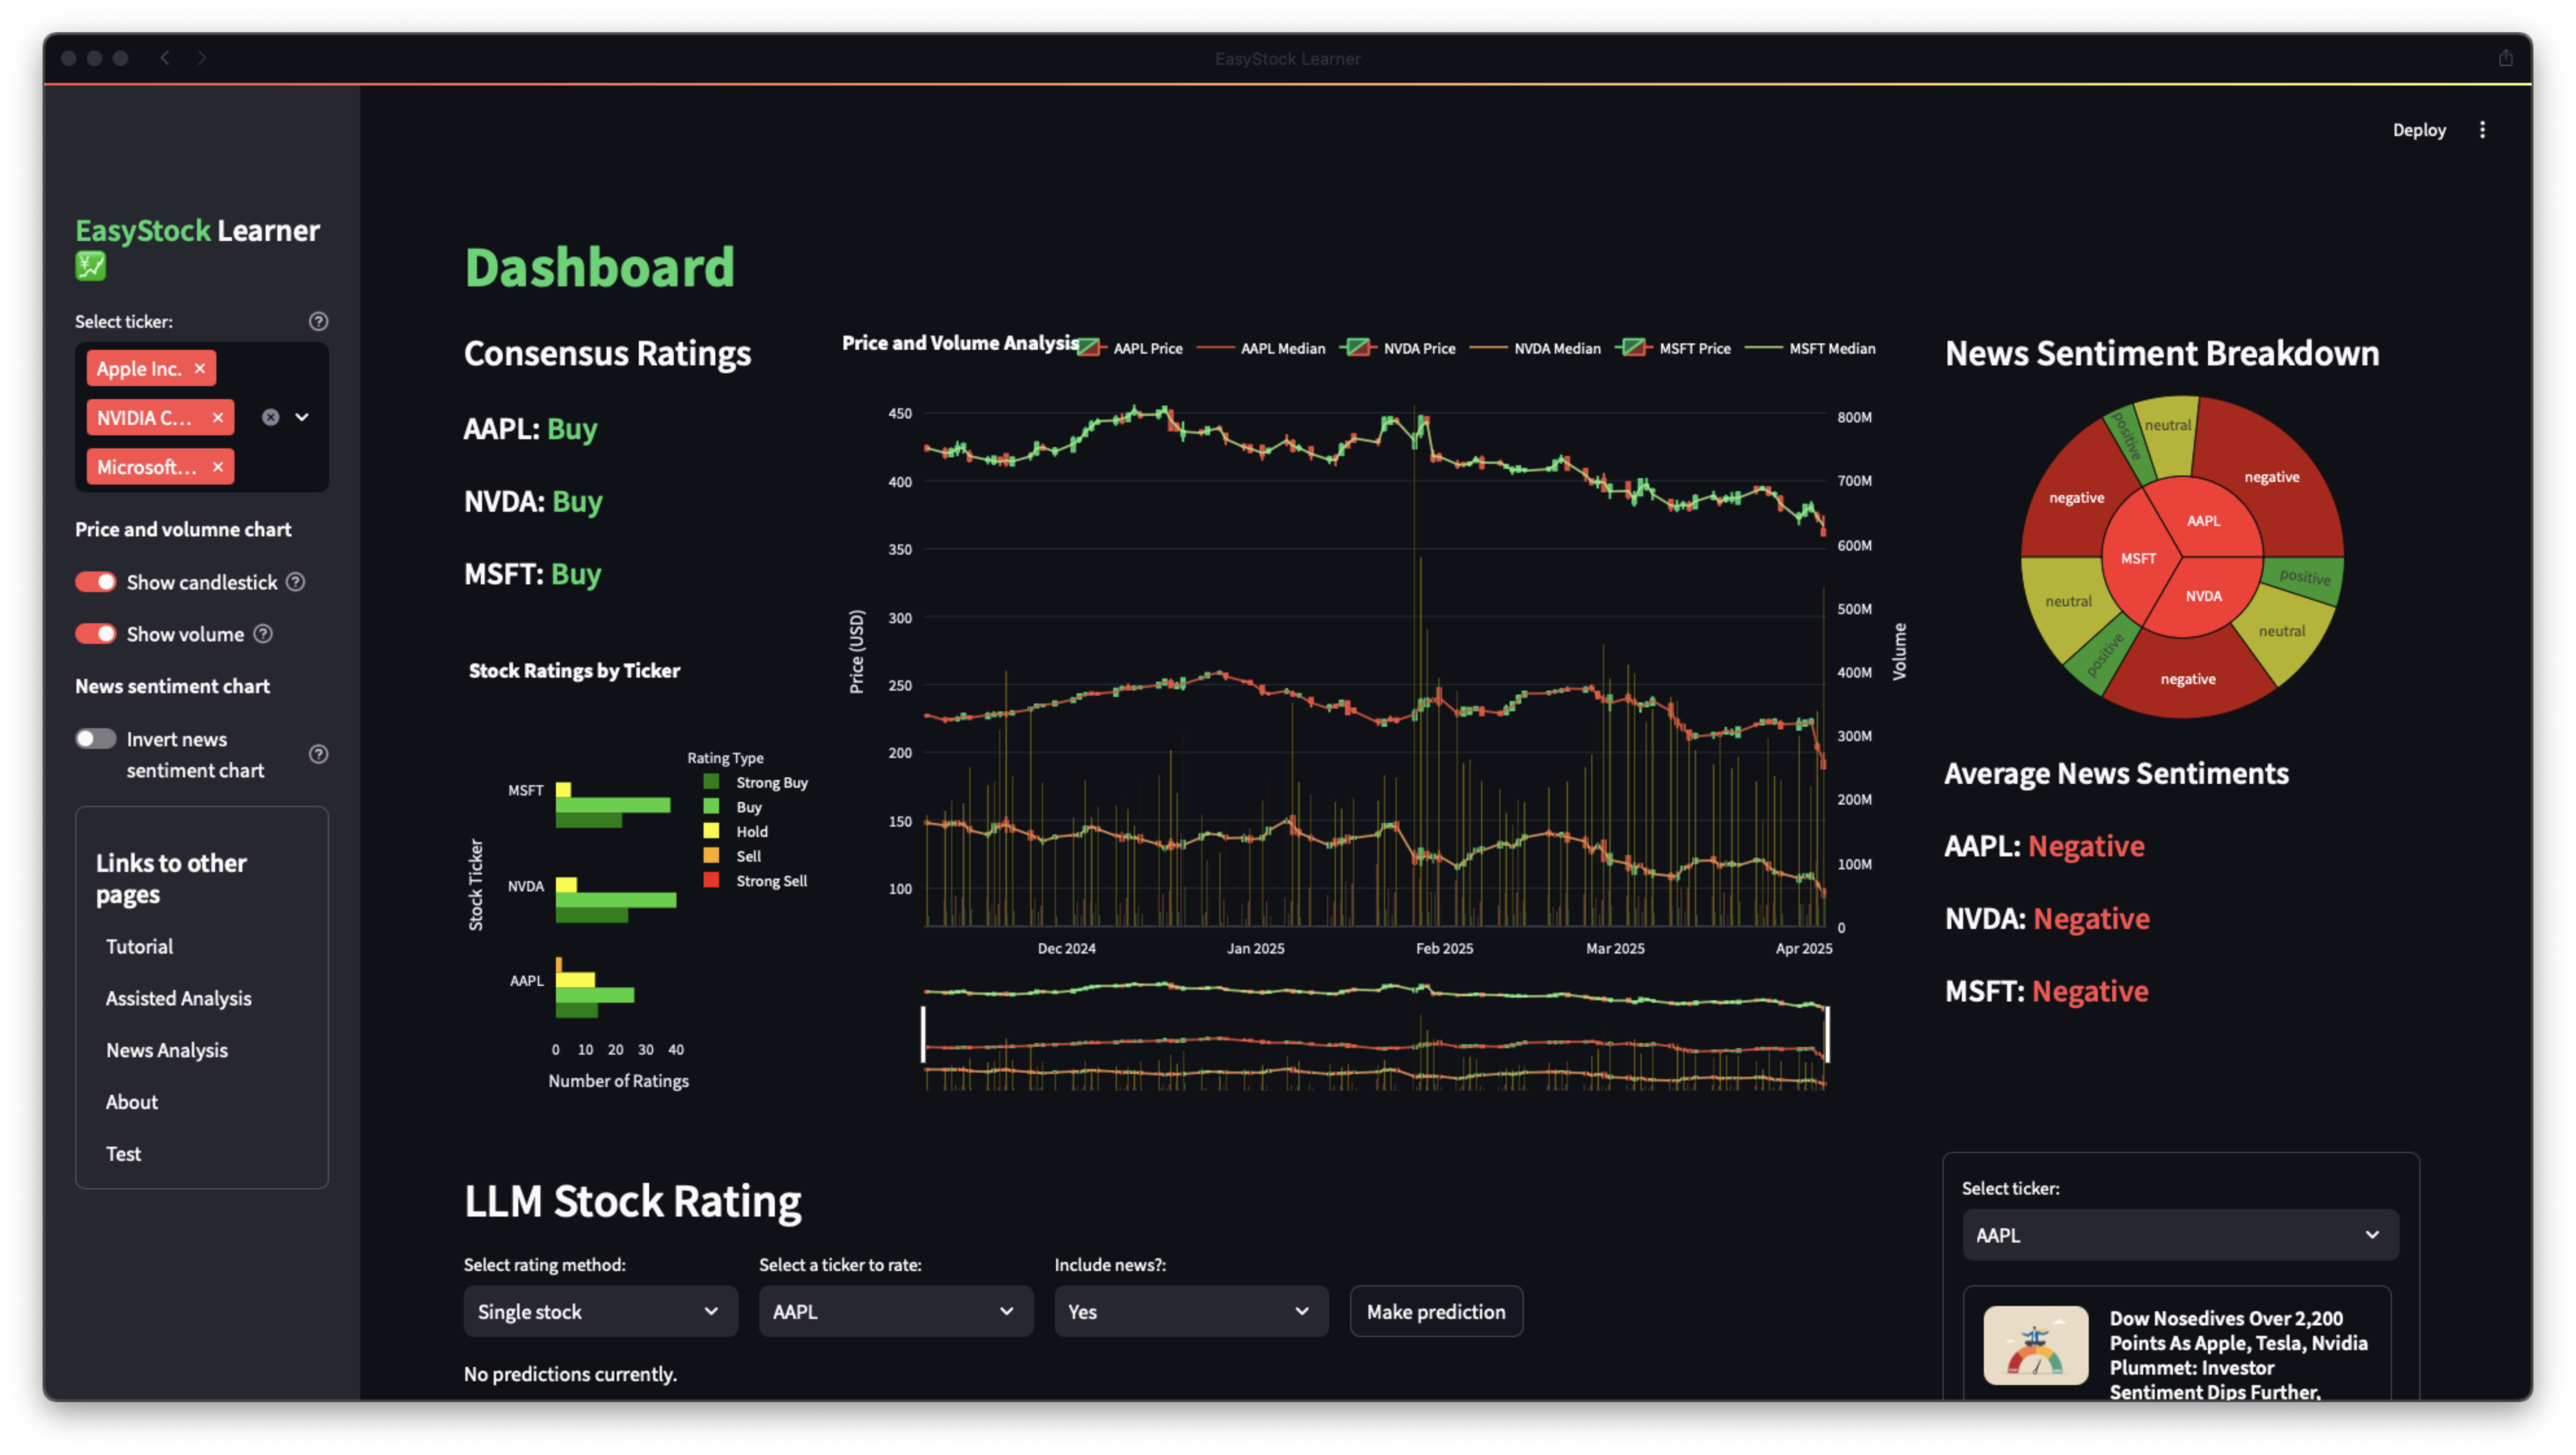 EasyStock Learner
Deploy
EasyStock Learner
Select ticker:
Apple Inc.
NVIDIA C...
Microsoft...
Price and volumne chart
Show candlestick
Show volume
News sentiment chart
Invert news
sentiment chart
Links to other
pages
Tutorial
Assisted Analysis
News Analysis
About
Test
Dashboard
Consensus Ratings
AAPL: Buy
NVDA: Buy
MSFT: Buy
Stock Ratings by Ticker
Rating Type
Strong Buy
Buy
Hold
Sell
Strong Sell
Stock Ticker
MSFT
NVDA
AAPL
0 10 20 30 40
Number of Ratings
Price and Volume Analysis
AAPL Price AAPL Median NVDA Price NVDA Median MSFT Price MSFT Median
Price (USD)
450
400
350
300
250
200
150
100
800M
700M
600M
500M
400M
300M
200M
100M
0
Volume
Dec 2024 Jan 2025 Feb 2025 Mar 2025 Apr 2025
News Sentiment Breakdown
positive
neutral
negative
negative
AAPL
MSFT
NVDA
positive
neutral
neutral
positive
negative
Average News Sentiments
AAPL: Negative
NVDA: Negative
MSFT: Negative
LLM Stock Rating
Select rating method:
Single stock
Select a ticker to rate:
AAPL
Include news?:
Yes
Make prediction
No predictions currently.
Select ticker:
AAPL
Dow Nosedives Over 2,200
Points As Apple, Tesla, Nvidia
Plummet: Investor
Sentiment Dips Further,